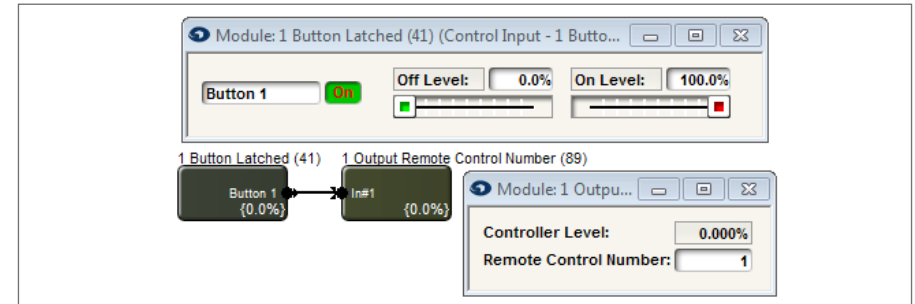 Module: 1 Button Latched (41) (Control Input - 1 Butto...
Button 1 On Off Level: 0.0% On Level: 100.0%
1 Button Latched (41) 1 Output Remote Control Number (89)
Button 1
{0.0%}
In#1
{0.0%}
Module: 1 Outpu...
Controller Level: 0.000%
Remote Control Number: 1